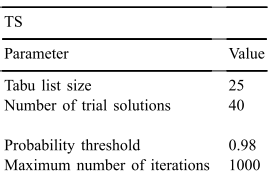 TS
Parameter Value
Tabu list size 25
Number of trial solutions 40
Probability threshold 0.98
Maximum number of iterations 1000